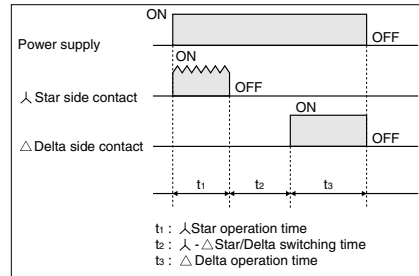 ON
Power supply
OFF
ON
⅄ Star side contact
OFF
ON
△ Delta side contact
OFF
t1 t2 t3
t1 : ⅄ Star operation time
t2 : ⅄ - △ Star/Delta switching time
t3 : △ Delta operation time